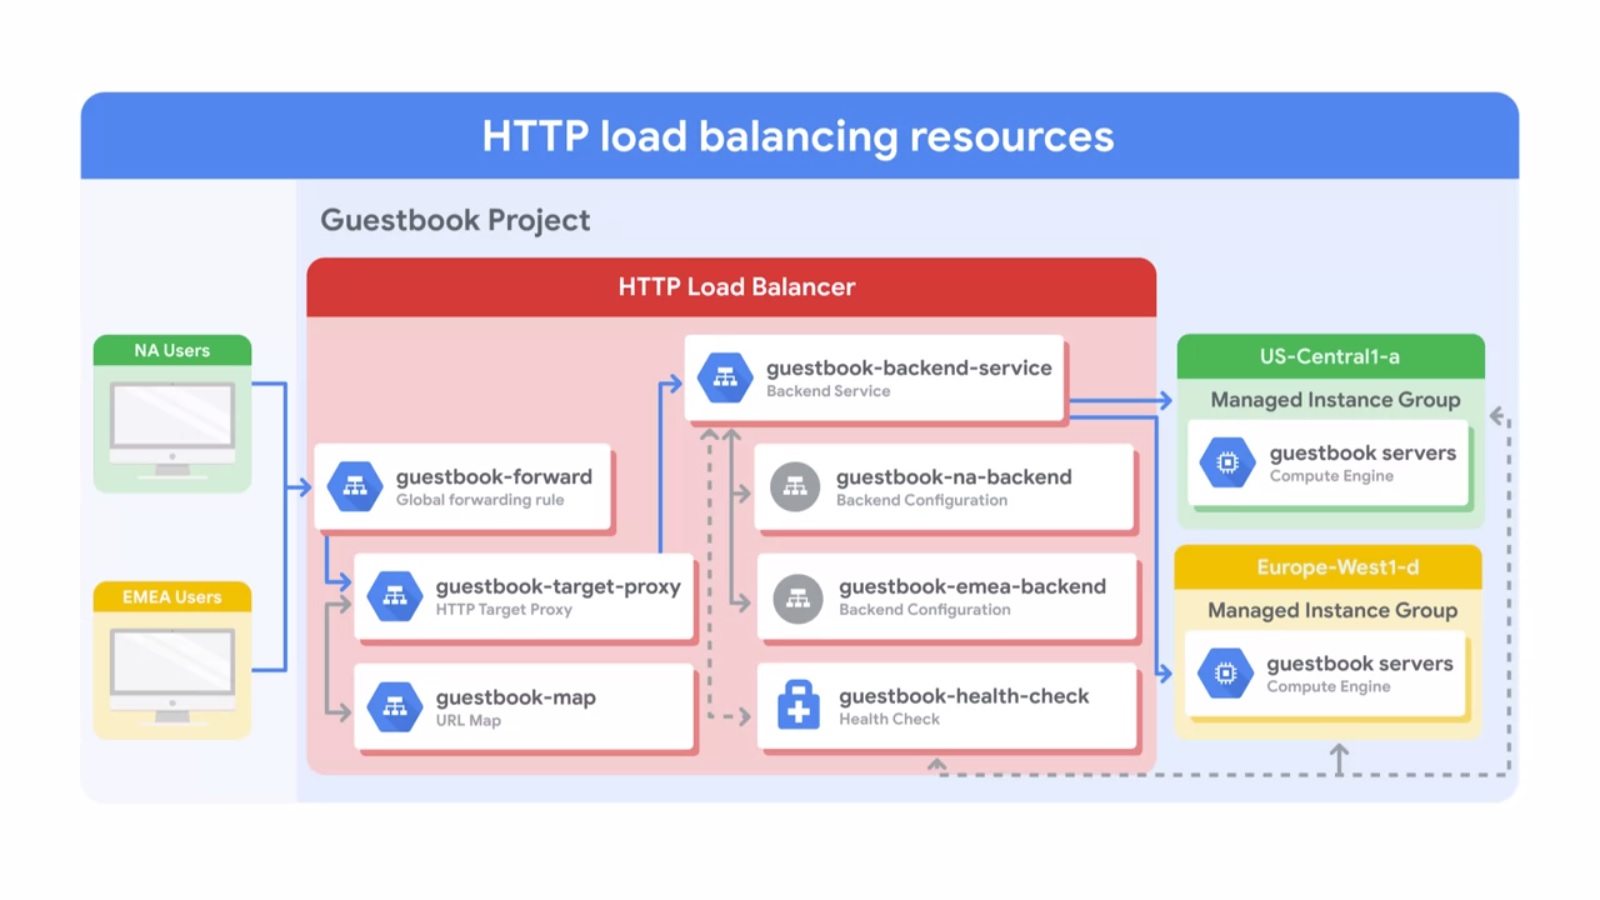 HTTP load balancing resources
Guestbook Project
HTTP Load Balancer
NA Users
EMEA Users
guestbook-forward
Global forwarding rule
guestbook-target-proxy
HTTP Target Proxy
guestbook-map
URL Map
guestbook-backend-service
Backend Service
guestbook-na-backend
Backend Configuration
guestbook-emea-backend
Backend Configuration
guestbook-health-check
Health Check
US-Central1-a
Managed Instance Group
guestbook servers
Compute Engine
Europe-West1-d
Managed Instance Group
guestbook servers
Compute Engine